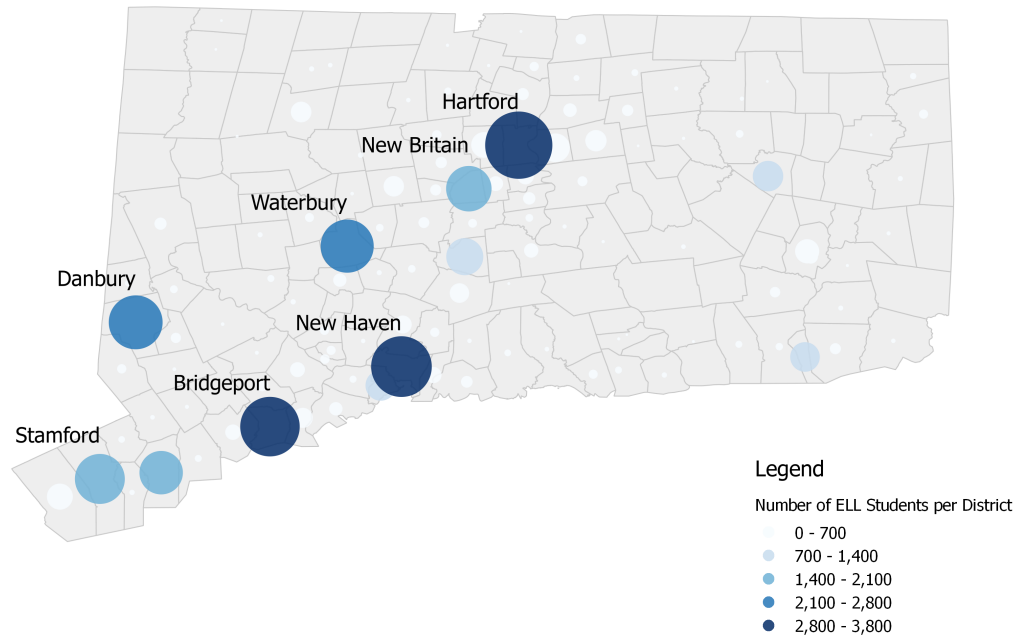 Hartford
New Britain
Waterbury
Danbury
New Haven
Bridgeport
Stamford
Legend
Number of ELL Students per District
0 - 700
700 - 1,400
1,400 - 2,100
2,100 - 2,800
2,800 - 3,800